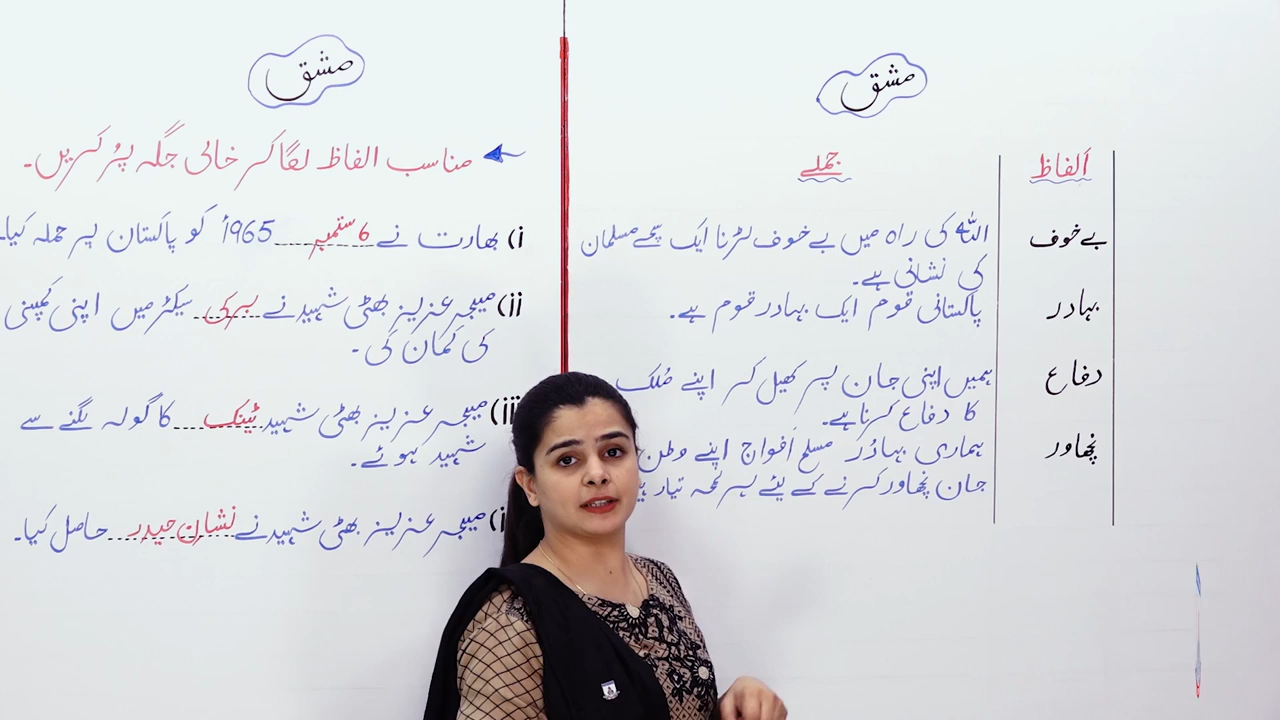 مشق
الفاظ
جملے
بے خوف
اللہ کی راہ میں بے خوف لڑنا ایک سچے مسلمان
کی نشانی ہے۔
بہادر
پاکستانی قوم ایک بہادر قوم ہے۔
دفاع
ہمیں اپنی جان پر کھیل کر اپنے مُلک
کا دفاع کرنا ہے۔
نچھاور
ہماری بہادُر مسلح اَفواج اپنے وطن
جان نچھاور کرنے کے لیئے ہر لمحہ تیار
مشق
مناسب الفاظ لگا کر خالی جگہ پُر کریں۔
i) بھارت نے 6 ستمبر 1965ء کو پاکستان پر حملہ کیا۔
ii) میجر عزیز بھٹی شہید نے برکی سیکٹر میں اپنی کمپنی
کی کمان کی۔
iii) میجر عزیز بھٹی شہید ٹینک کا گولہ لگنے سے
شہید ہوئے۔
میجر عزیز بھٹی شہید نے نشان حیدر حاصل کیا۔